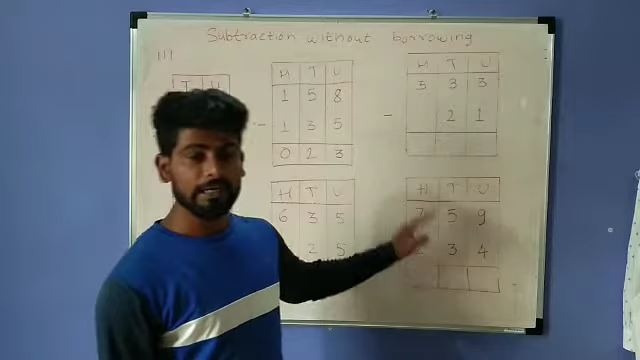 Subtraction without borrowing
III
T U
H T U
1 5 8
- 1 3 5
0 2 3
H T U
3 3 3
- 2 1
H T U
6 3 5
2 5
H T U
7 5 9
3 4